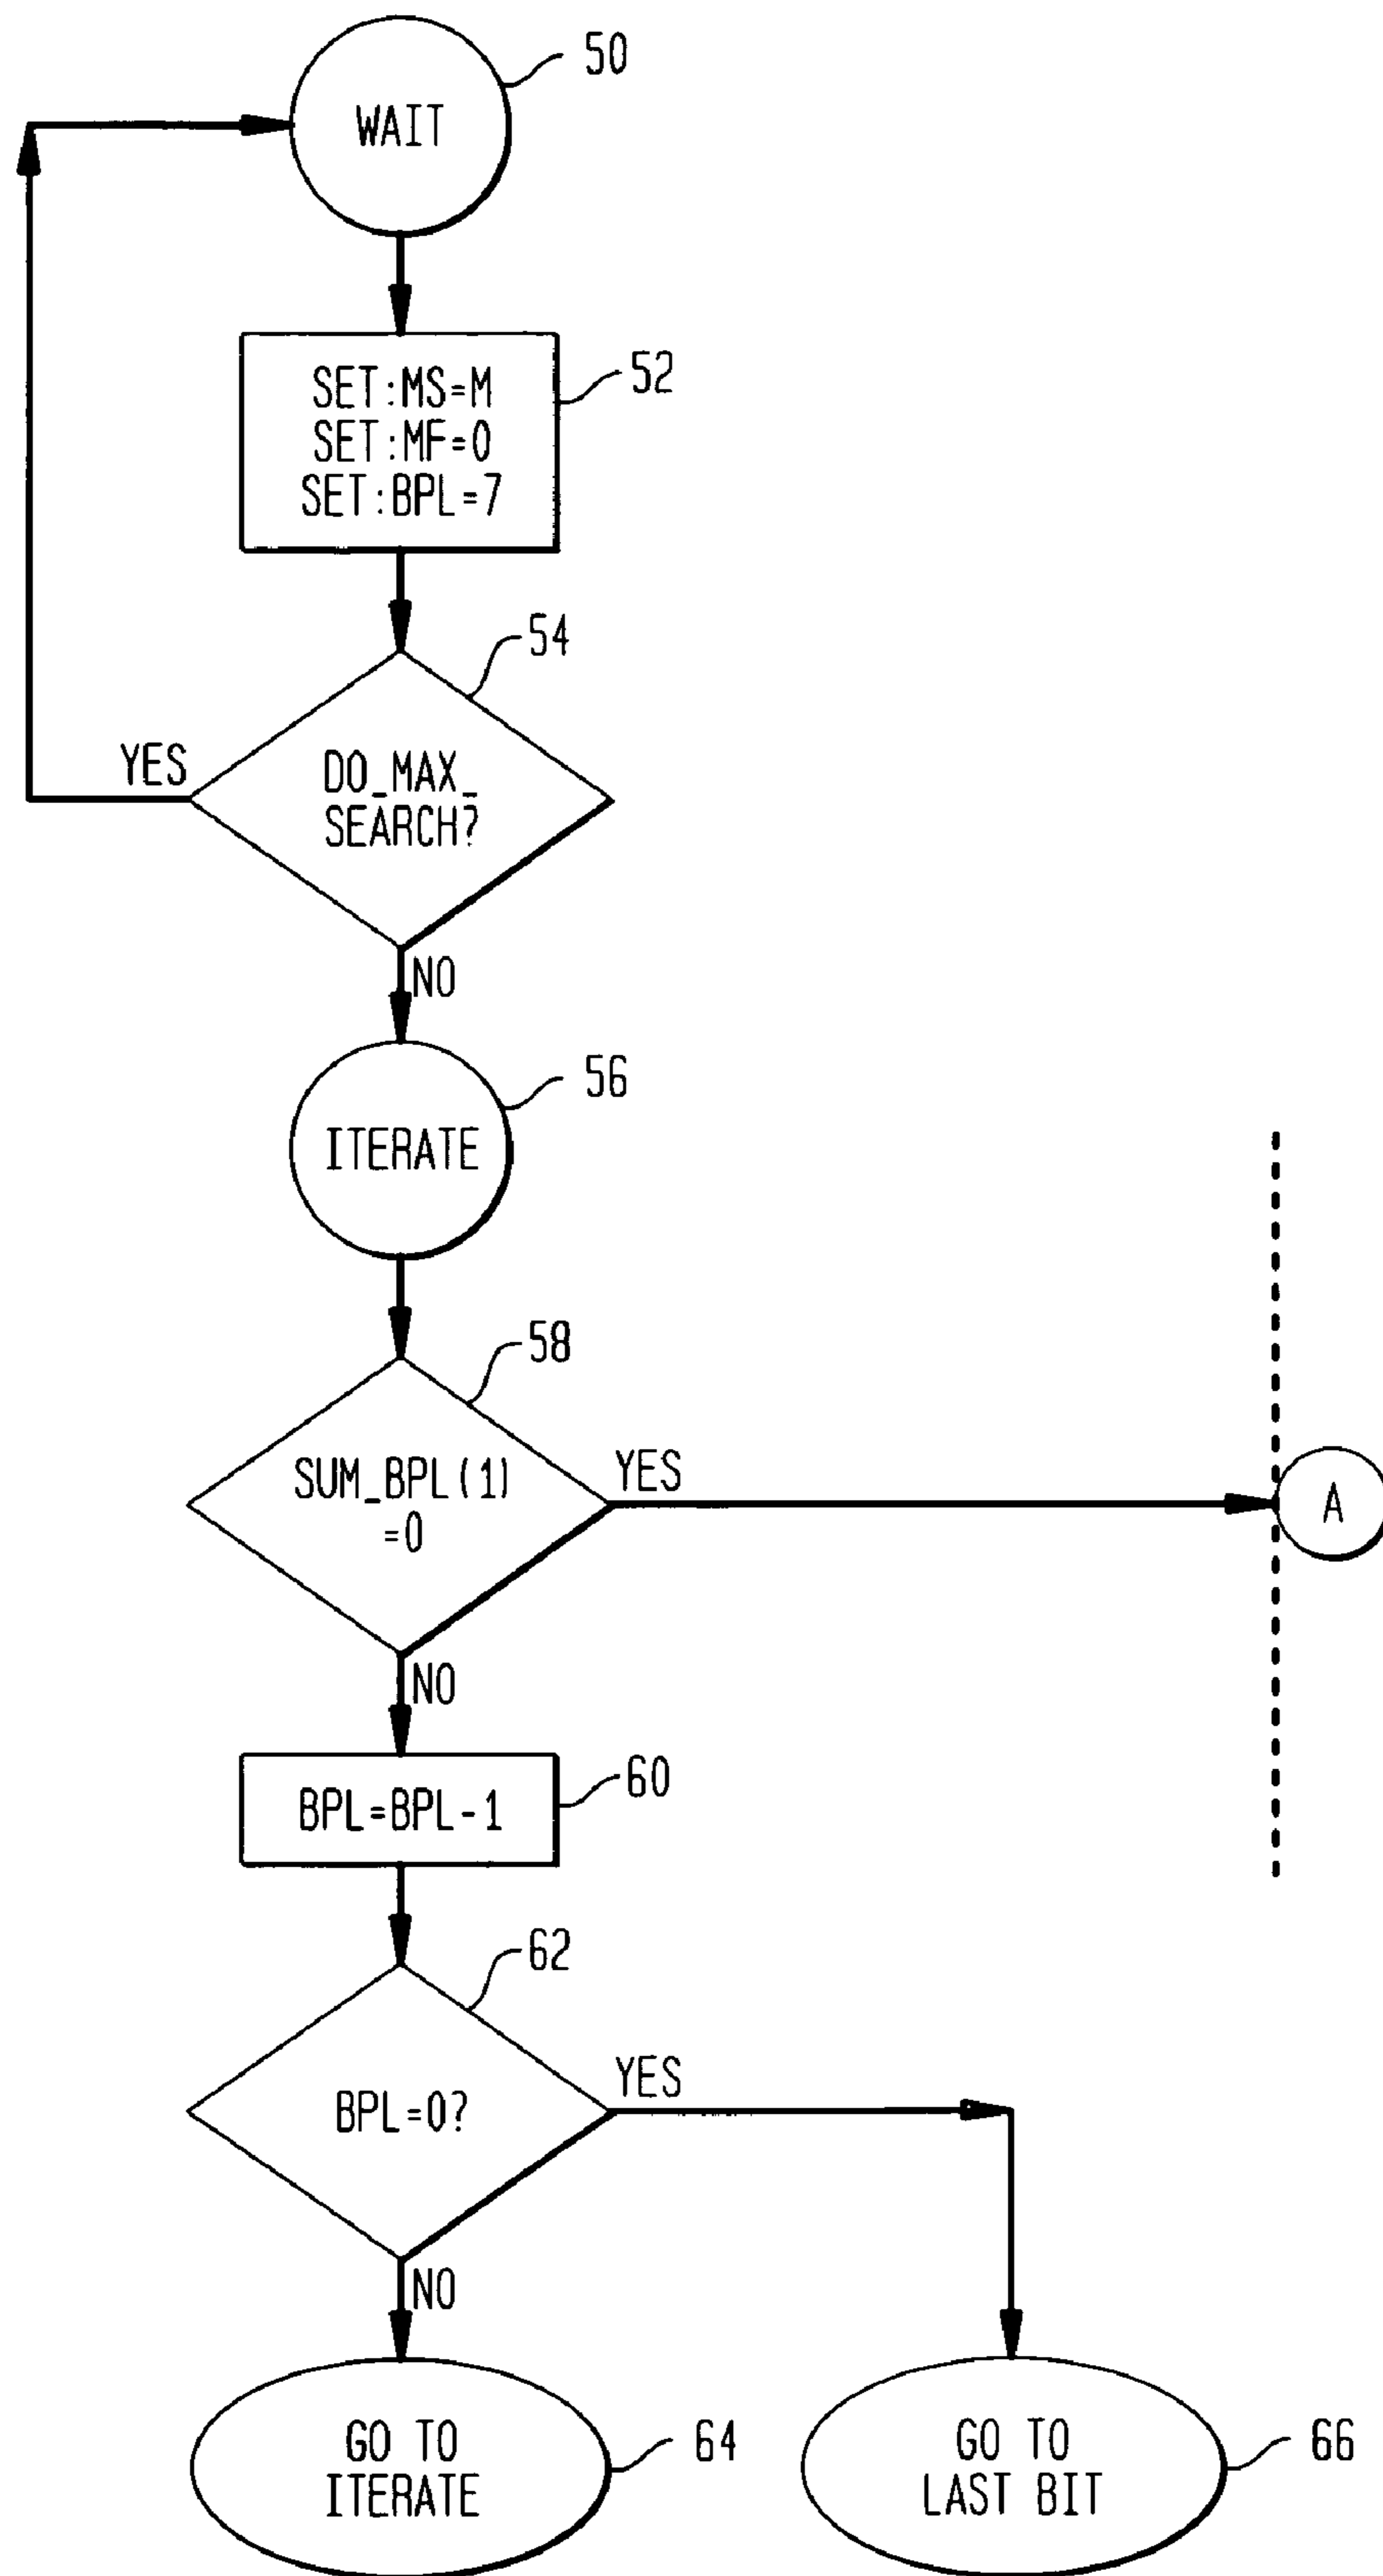 50
WAIT
52
SET:MS=M
SET:MF=0
SET:BPL=7
54
YES
DO_MAX_
SEARCH?
NO
56
ITERATE
58
SUM_BPL(1)
=0
YES
A
NO
60
BPL=BPL-1
62
BPL=0?
YES
NO
GO TO
ITERATE
64
GO TO
LAST BIT
66